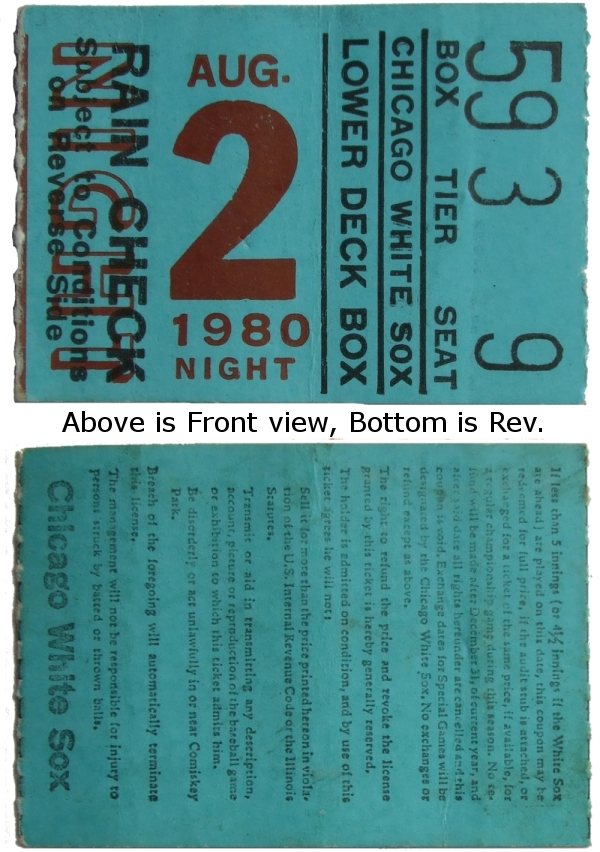 59 3 9
BOX TIER SEAT
CHICAGO WHITE SOX
LOWER DECK BOX
AUG.
2
1980
NIGHT
NIGHT
RAIN CHECK
Subject to Conditions
on Reverse Side
Above is Front view, Bottom is Rev.
If less than 5 innings (or 4½ innings if the White Sox
are ahead) are played on this date, this coupon may be
redeemed for full price, if the audit stub is attached, or
exchanged for a ticket of the same price, if available, for
a regular championship game during this season. No re-
fund will be made after December 31, of current year, and
after said date all rights hereunder are cancelled and this
coupon is void. Exchange dates for Special Games will be
designated by the Chicago White Sox. No exchanges or
refund except as above.
The right to refund the price and revoke the license
granted by this ticket is hereby generally reserved.
The holder is admitted on condition, and by use of this
ticket agrees he will not:
Sell it for more than the price printed hereon in viola-
tion of the U.S. Internal Revenue Code or the Illinois
Statutes.
Transmit or aid in transmitting any description,
account, picture or reproduction of the baseball game
or exhibition to which this ticket admits him.
Be disorderly or act unlawfully in or near Comiskey
Park.
Breach of the foregoing will automatically terminate
this license.
The management will not be responsible for injury to
persons struck by batted or thrown balls.
Chicago White Sox